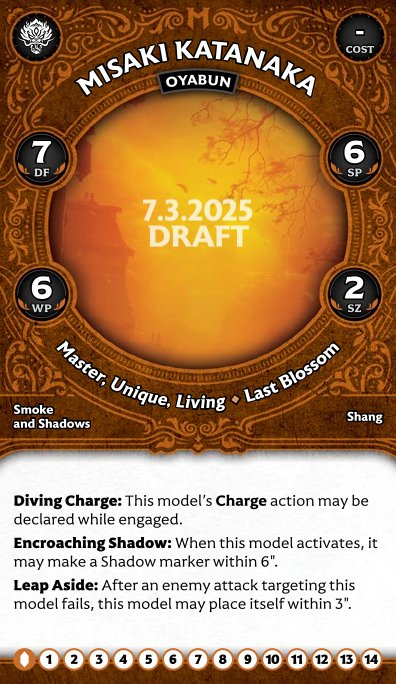 -
COST
MISAKI KATANAKA
OYABUN
7
DF
6
SP
7.3.2025
DRAFT
6
WP
2
SZ
Master, Unique, Living ♦ Last Blossom
Smoke
and Shadows
Shang
Diving Charge: This model's Charge action may be
declared while engaged.
Encroaching Shadow: When this model activates, it
may make a Shadow marker within 6".
Leap Aside: After an enemy attack targeting this
model fails, this model may place itself within 3".
1 2 3 4 5 6 7 8 9 10 11 12 13 14